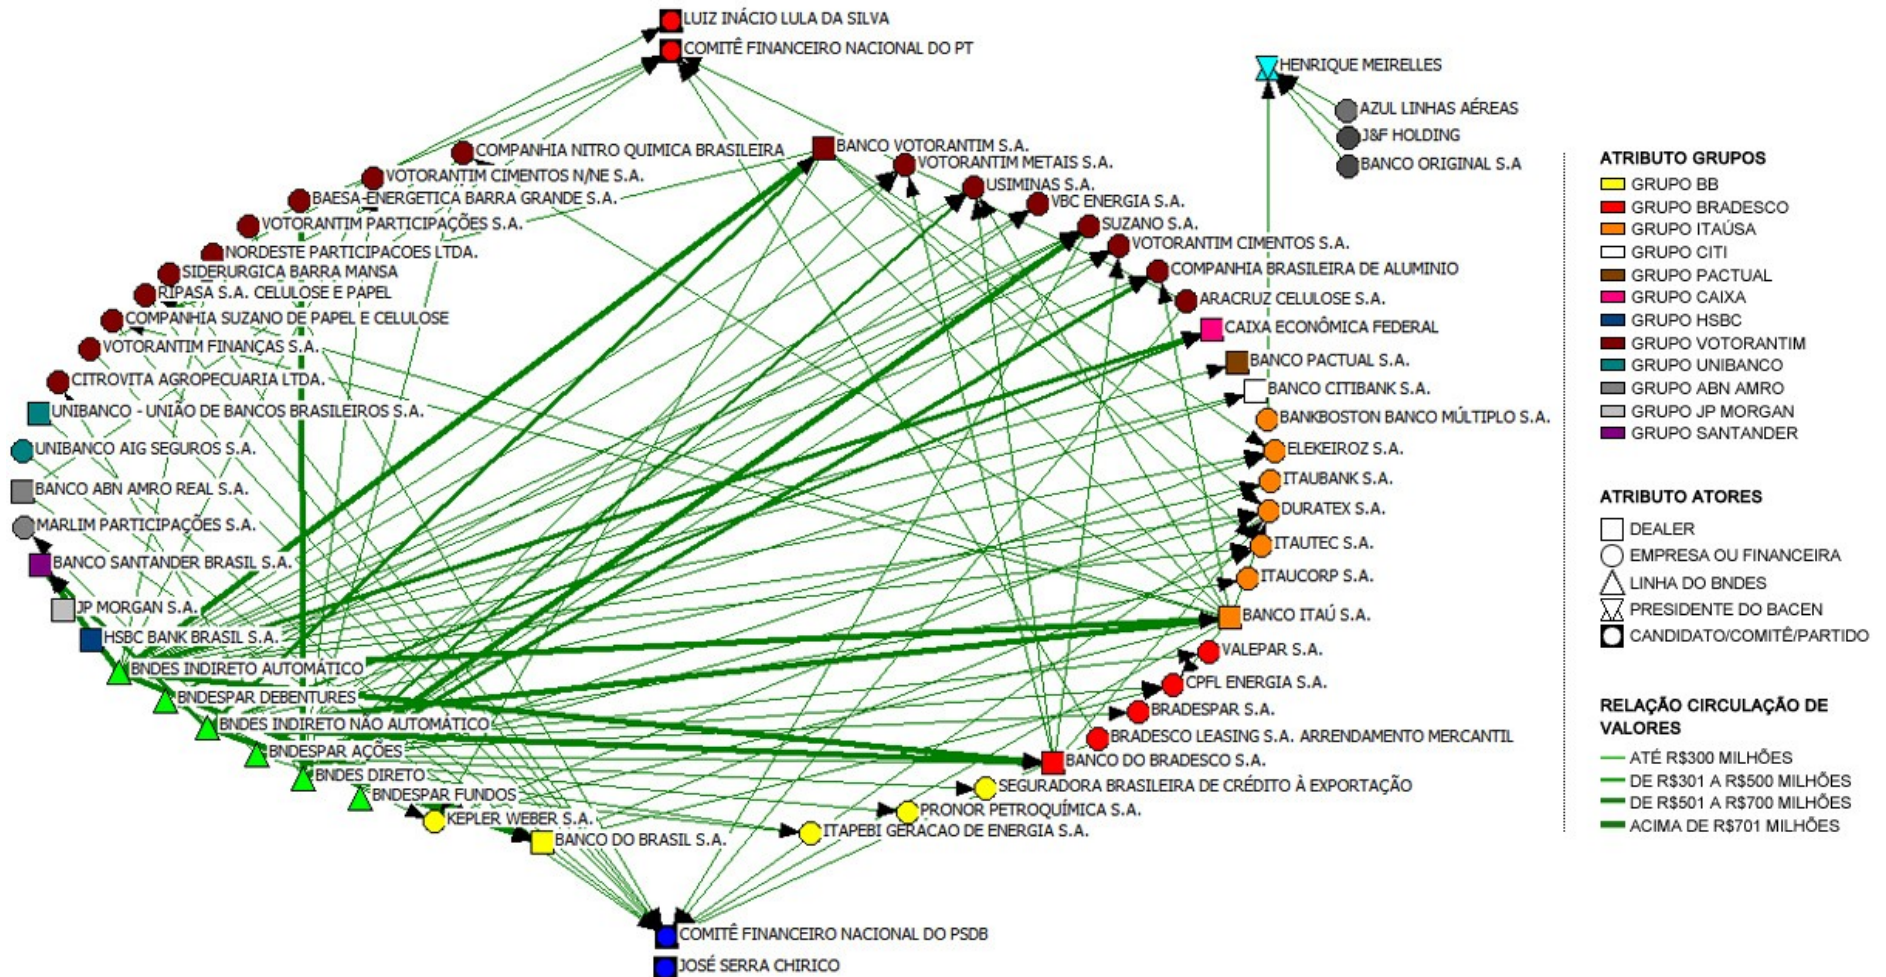 LUIZ INÁCIO LULA DA SILVA
COMITÊ FINANCEIRO NACIONAL DO PT
HENRIQUE MEIRELLES
AZUL LINHAS AÉREAS
J&F HOLDING
BANCO ORIGINAL S.A
COMPANHIA NITRO QUIMICA BRASILEIRA
VOTORANTIM CIMENTOS N/NE S.A.
BAESA-ENERGETICA BARRA GRANDE S.A.
VOTORANTIM PARTICIPAÇÕES S.A.
NORDESTE PARTICIPACOES LTDA.
SIDERURGICA BARRA MANSA
RIPASA S.A. CELULOSE E PAPEL
COMPANHIA SUZANO DE PAPEL E CELULOSE
VOTORANTIM FINANÇAS S.A.
CITROVITA AGROPECUARIA LTDA.
UNIBANCO - UNIÃO DE BANCOS BRASILEIROS S.A.
UNIBANCO AIG SEGUROS S.A.
BANCO ABN AMRO REAL S.A.
MARLIM PARTICIPAÇÕES S.A.
BANCO SANTANDER BRASIL S.A.
JP MORGAN S.A.
HSBC BANK BRASIL S.A.
BNDES INDIRETO AUTOMÁTICO
BNDESPAR DEBENTURES
BNDES INDIRETO NÃO AUTOMÁTICO
BNDESPAR AÇÕES
BNDES DIRETO
BNDESPAR FUNDOS
KEPLER WEBER S.A.
BANCO DO BRASIL S.A.
BANCO VOTORANTIM S.A.
VOTORANTIM METAIS S.A.
USIMINAS S.A.
VBC ENERGIA S.A.
SUZANO S.A.
VOTORANTIM CIMENTOS S.A.
COMPANHIA BRASILEIRA DE ALUMINIO
ARACRUZ CELULOSE S.A.
CAIXA ECONÔMICA FEDERAL
BANCO PACTUAL S.A.
BANCO CITIBANK S.A.
BANKBOSTON BANCO MÚLTIPLO S.A.
ELEKEIROZ S.A.
ITAUBANK S.A.
DURATEX S.A.
ITAUTEC S.A.
ITAUCORP S.A.
BANCO ITAÚ S.A.
VALEPAR S.A.
CPFL ENERGIA S.A.
BRADESPAR S.A.
BRADESCO LEASING S.A. ARRENDAMENTO MERCANTIL
BANCO DO BRADESCO S.A.
SEGURADORA BRASILEIRA DE CRÉDITO À EXPORTAÇÃO
PRONOR PETROQUÍMICA S.A.
ITAPEBI GERACAO DE ENERGIA S.A.
COMITÊ FINANCEIRO NACIONAL DO PSDB
JOSÉ SERRA CHIRICO
ATRIBUTO GRUPOS
GRUPO BB
GRUPO BRADESCO
GRUPO ITAÚSA
GRUPO CITI
GRUPO PACTUAL
GRUPO CAIXA
GRUPO HSBC
GRUPO VOTORANTIM
GRUPO UNIBANCO
GRUPO ABN AMRO
GRUPO JP MORGAN
GRUPO SANTANDER
ATRIBUTO ATORES
DEALER
EMPRESA OU FINANCEIRA
LINHA DO BNDES
PRESIDENTE DO BACEN
CANDIDATO/COMITÊ/PARTIDO
RELAÇÃO CIRCULAÇÃO DE
VALORES
ATÉ R$300 MILHÕES
DE R$301 A R$500 MILHÕES
DE R$501 A R$700 MILHÕES
ACIMA DE R$701 MILHÕES